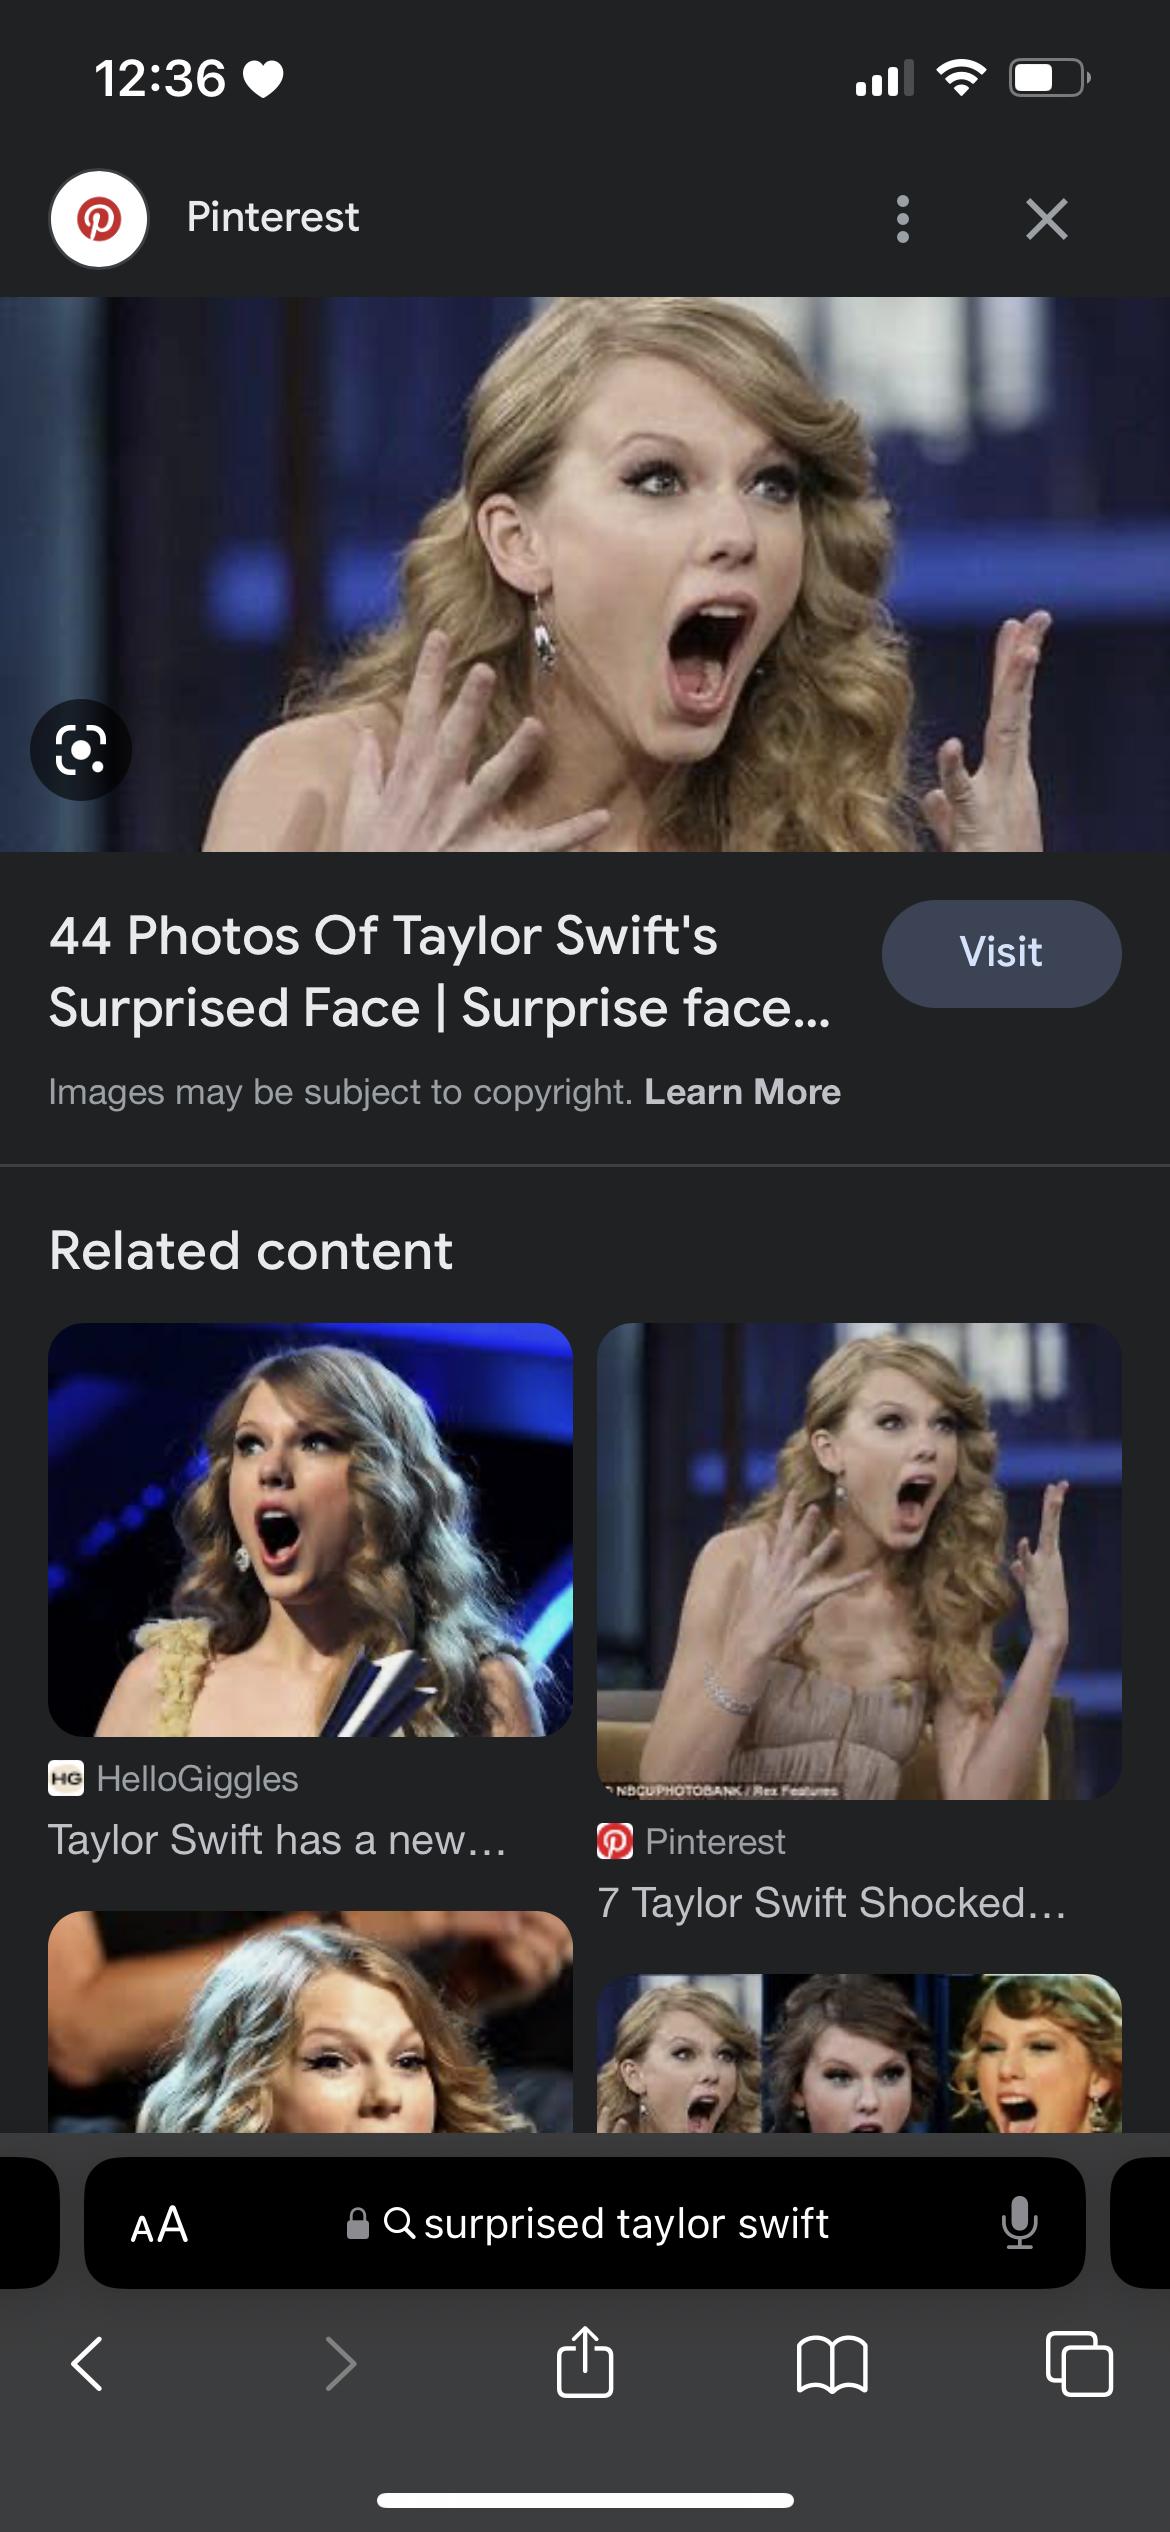 12:36
Pinterest
44 Photos Of Taylor Swift's
Surprised Face | Surprise face...
Visit
Images may be subject to copyright. Learn More
Related content
NBCUPHOTOBANK / Rex Features
HG HelloGiggles
Taylor Swift has a new...
Pinterest
7 Taylor Swift Shocked...
AA surprised taylor swift